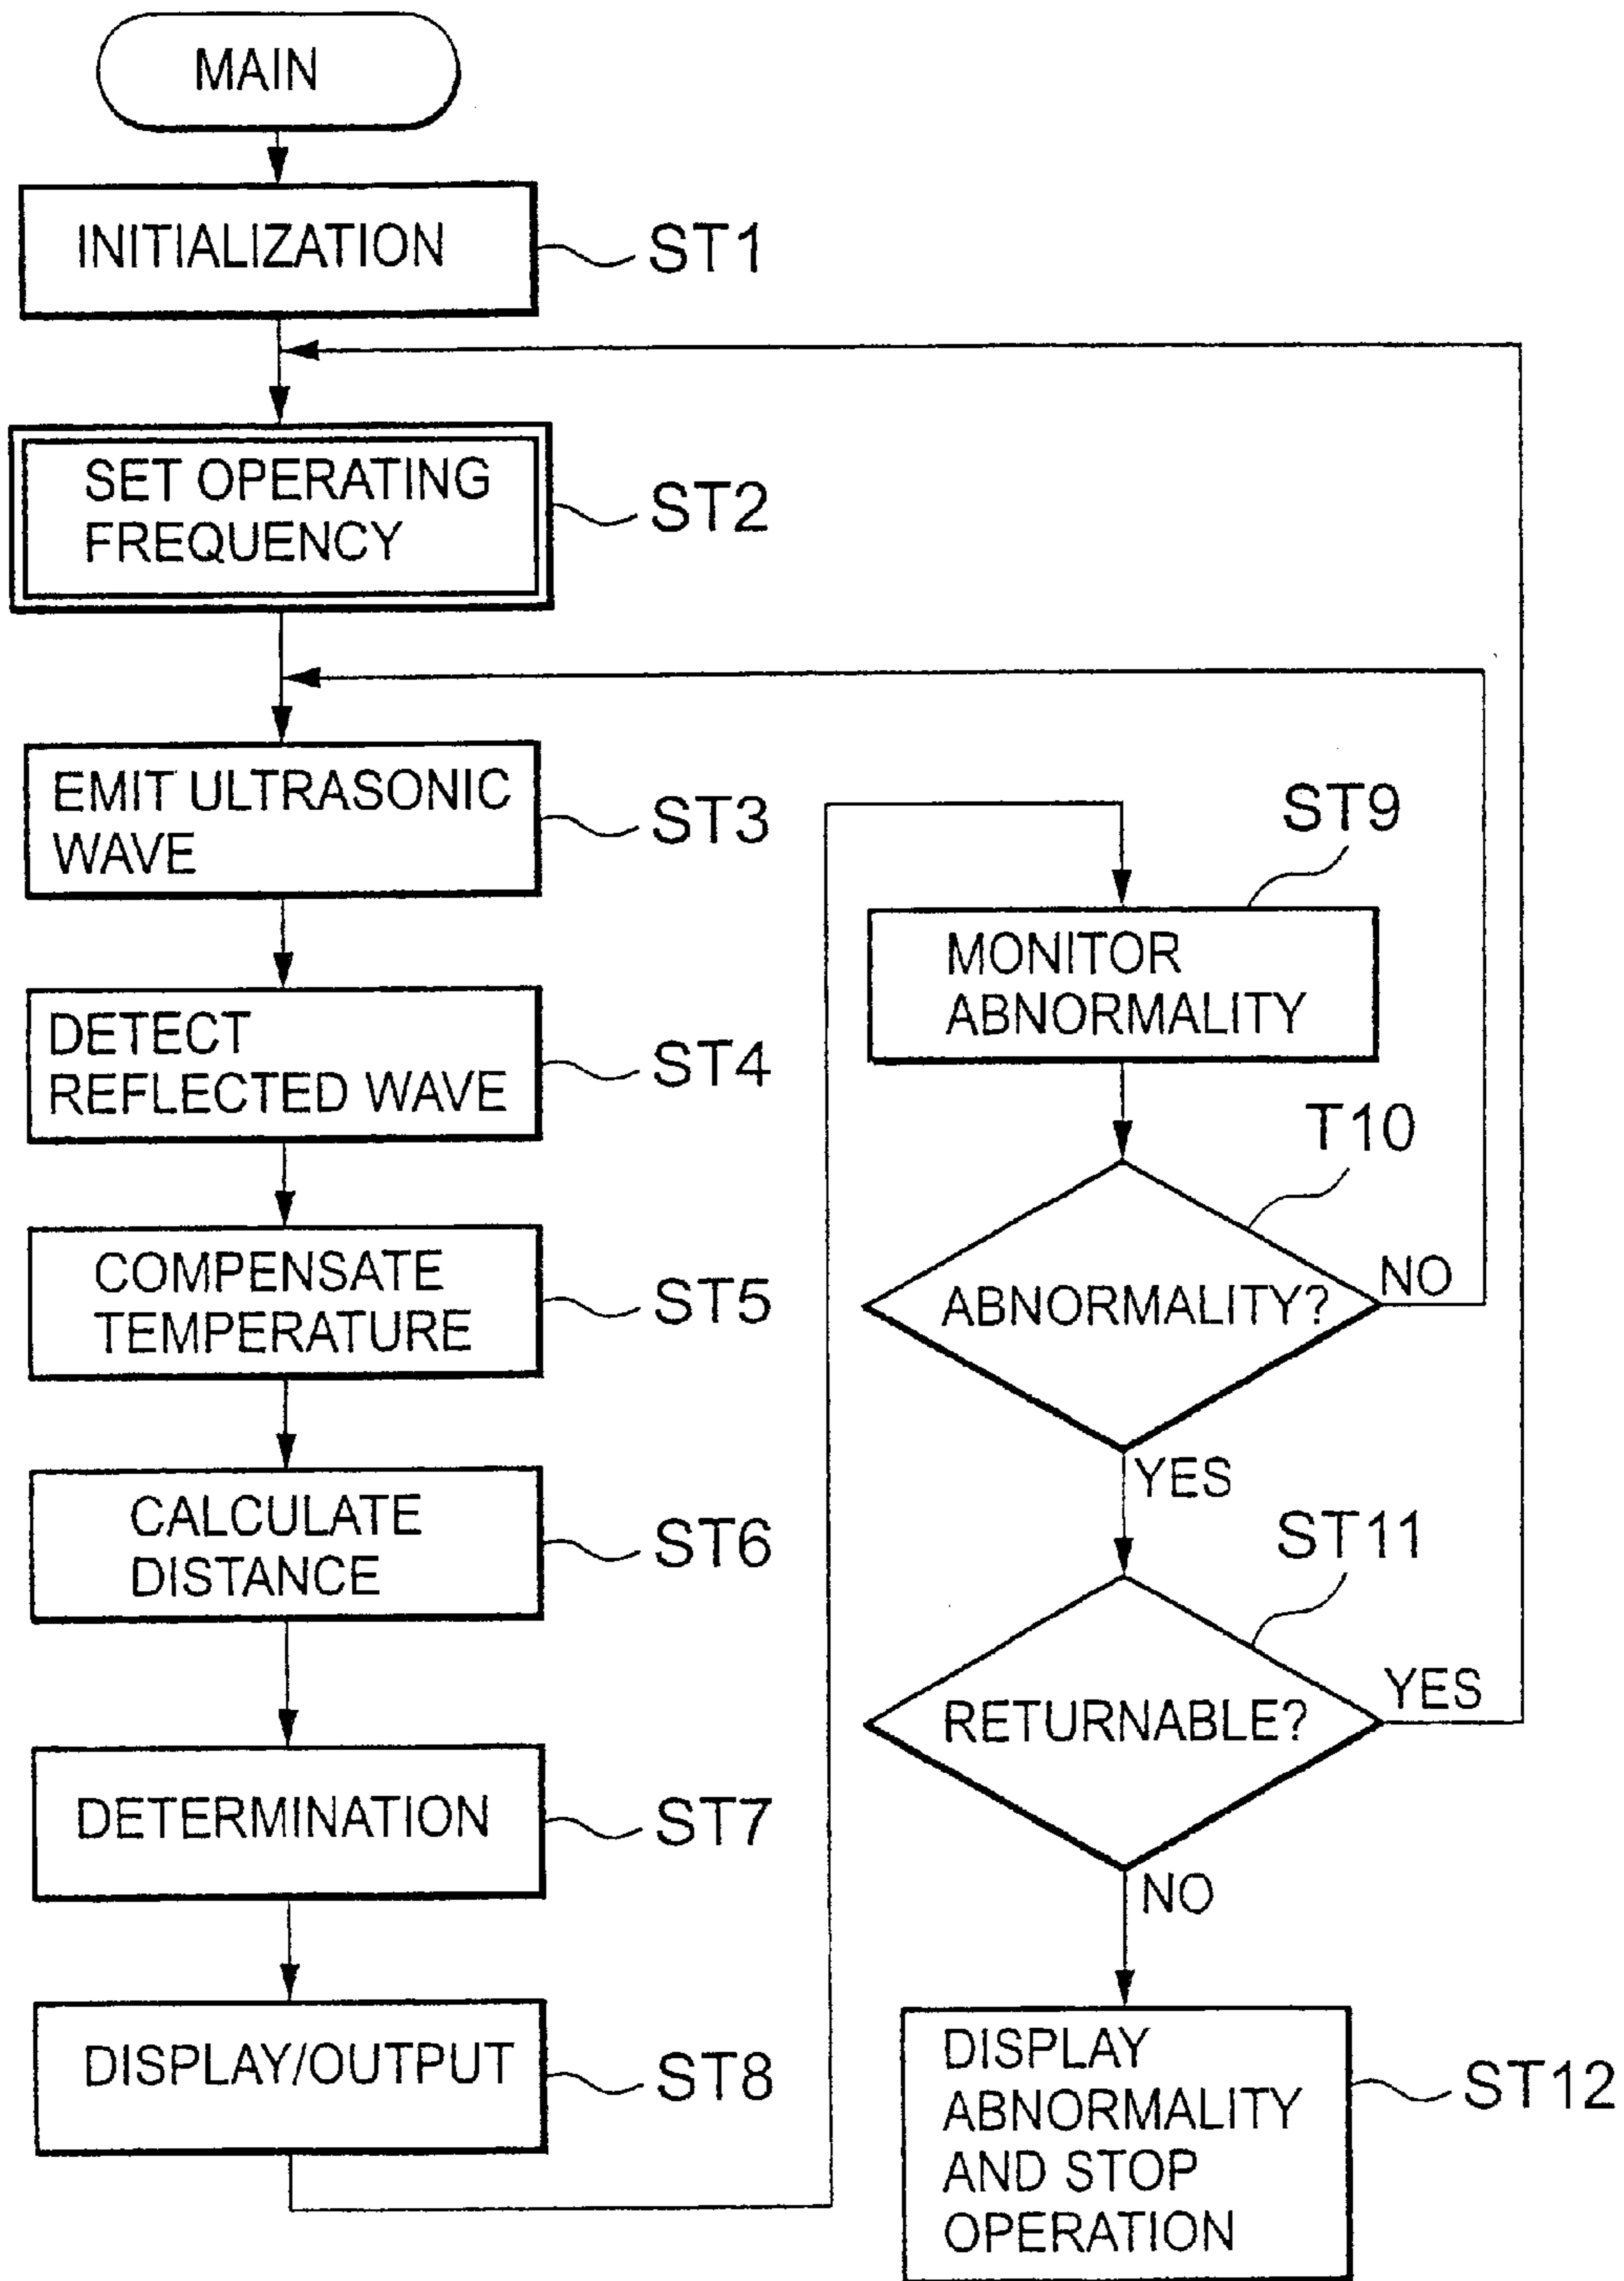 MAIN
INITIALIZATION
ST1
SET OPERATING
FREQUENCY
ST2
EMIT ULTRASONIC
WAVE
ST3
DETECT
REFLECTED WAVE
ST4
COMPENSATE
TEMPERATURE
ST5
CALCULATE
DISTANCE
ST6
DETERMINATION
ST7
DISPLAY/OUTPUT
ST8
ST9
MONITOR
ABNORMALITY
T10
ABNORMALITY?
NO
YES
ST11
RETURNABLE?
YES
NO
DISPLAY
ABNORMALITY
AND STOP
OPERATION
ST12